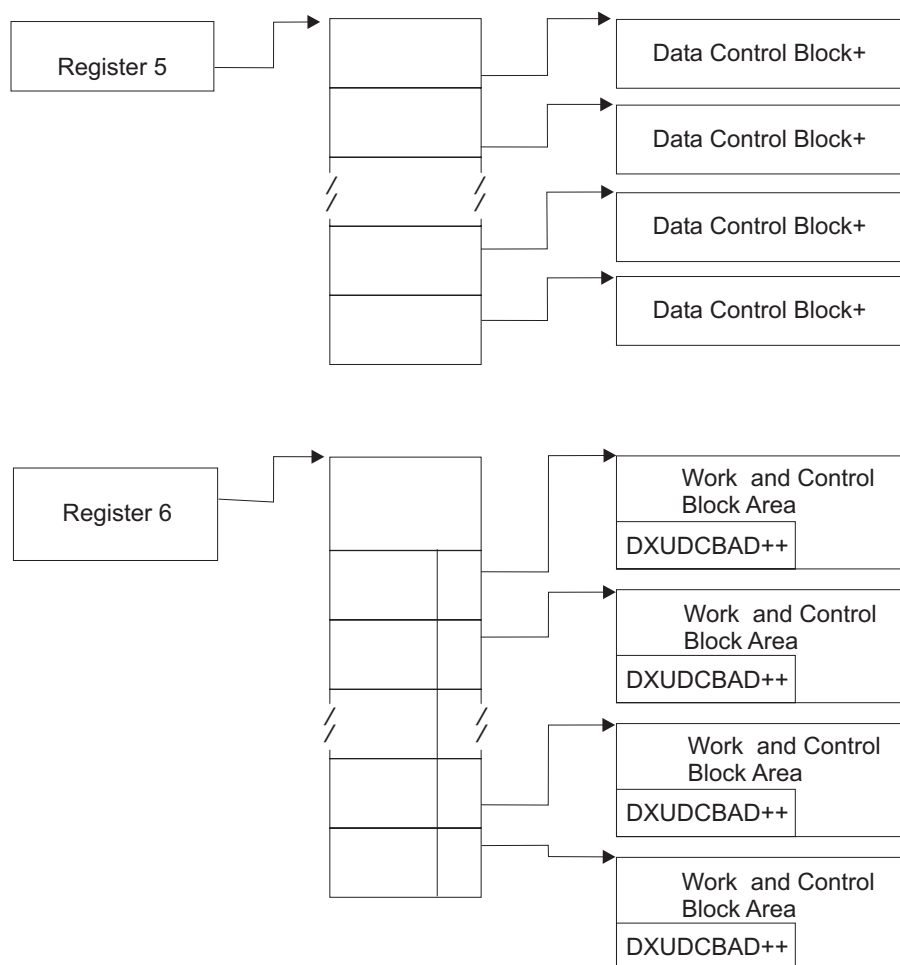 Register 5
Data Control Block+
Data Control Block+
Data Control Block+
Data Control Block+
Register 6
Work and Control
Block Area
DXUDCBAD++
Work and Control
Block Area
DXUDCBAD++
Work and Control
Block Area
DXUDCBAD++
Work and Control
Block Area
DXUDCBAD++